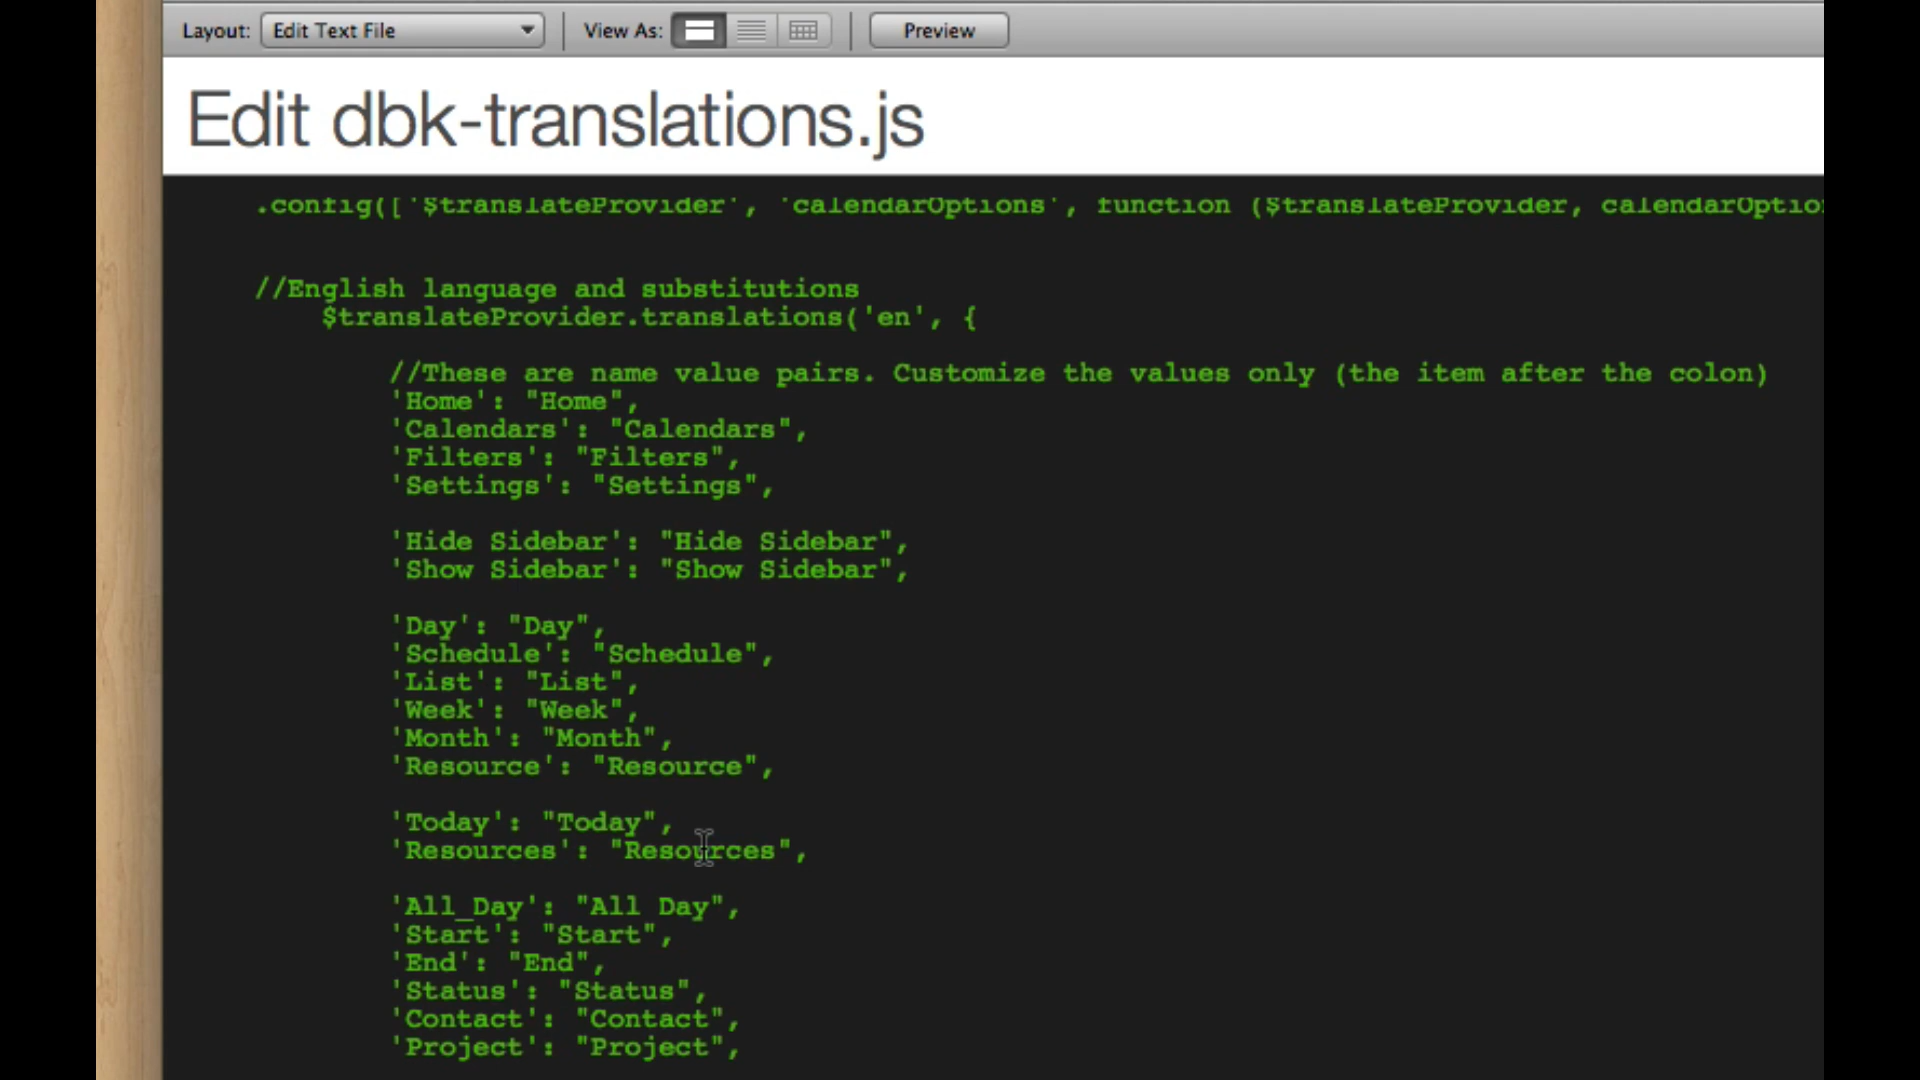 Layout: Edit Text File View As: Preview
Edit dbk-translations.js
.config(['$translateProvider', 'calendarOptions', function ($translateProvider, calendarOptio
//English language and substitutions
$translateProvider.translations('en', {
//These are name value pairs. Customize the values only (the item after the colon)
'Home': "Home",
'Calendars': "Calendars",
'Filters': "Filters",
'Settings': "Settings",
'Hide Sidebar': "Hide Sidebar",
'Show Sidebar': "Show Sidebar",
'Day': "Day",
'Schedule': "Schedule",
'List': "List",
'Week': "Week",
'Month': "Month",
'Resource': "Resource",
'Today': "Today",
'Resources': "Resources",
'All_Day': "All Day",
'Start': "Start",
'End': "End",
'Status': "Status",
'Contact': "Contact",
'Project': "Project",